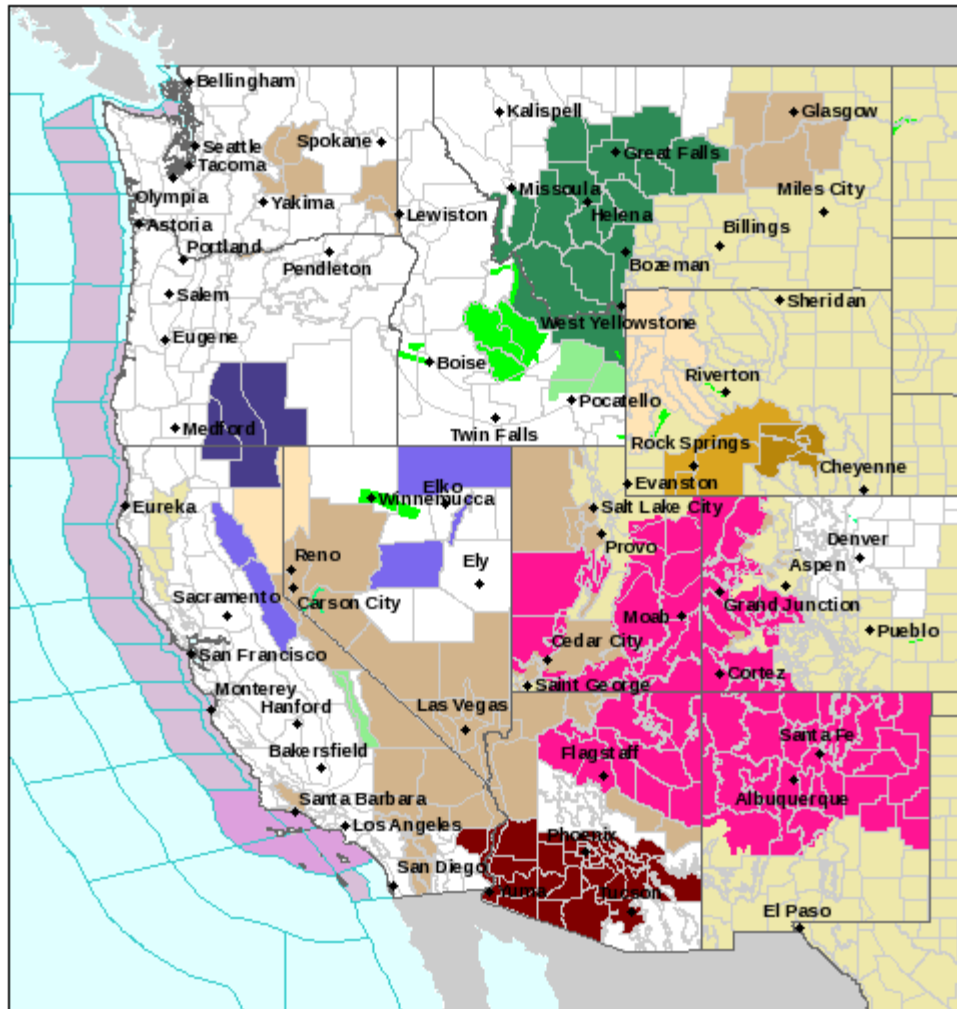 Bellingham
Kalispell
Glasgow
Seattle
Spokane
Great Falls
Tacoma
Missoula
Miles City
Olympia
Yakima
Lewiston
Helena
Astoria
Billings
Portland
Pendleton
Bozeman
Salem
Sheridan
West Yellowstone
Eugene
Boise
Riverton
Pocatello
Medford
Twin Falls
Rock Springs
Cheyenne
Elko
Evanston
Winnemucca
Eureka
Salt Lake City
Provo
Denver
Reno
Ely
Aspen
Sacramento
Carson City
Grand Junction
Moab
Pueblo
San Francisco
Cedar City
Cortez
Saint George
Monterey
Hanford
Las Vegas
Santa Fe
Bakersfield
Flagstaff
Albuquerque
Santa Barbara
Los Angeles
Phoenix
San Diego
Yuma
Tucson
El Paso